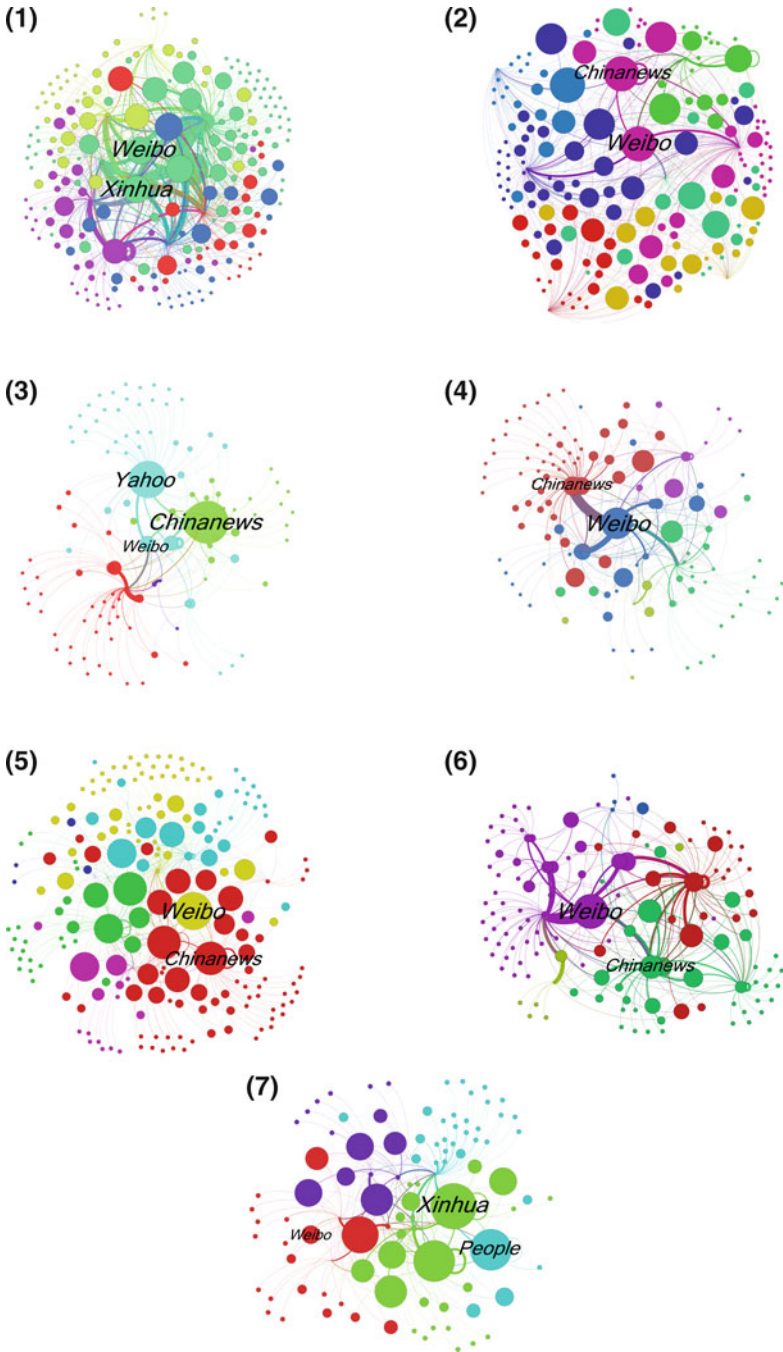 (1)
(2)
Weibo
Xinhua
Chinanews
Weibo
(3)
(4)
Yahoo
Chinanews
Weibo
Chinanews
Weibo
(5)
(6)
Weibo
Chinanews
Weibo
Chinanews
(7)
Xinhua
Weibo
People